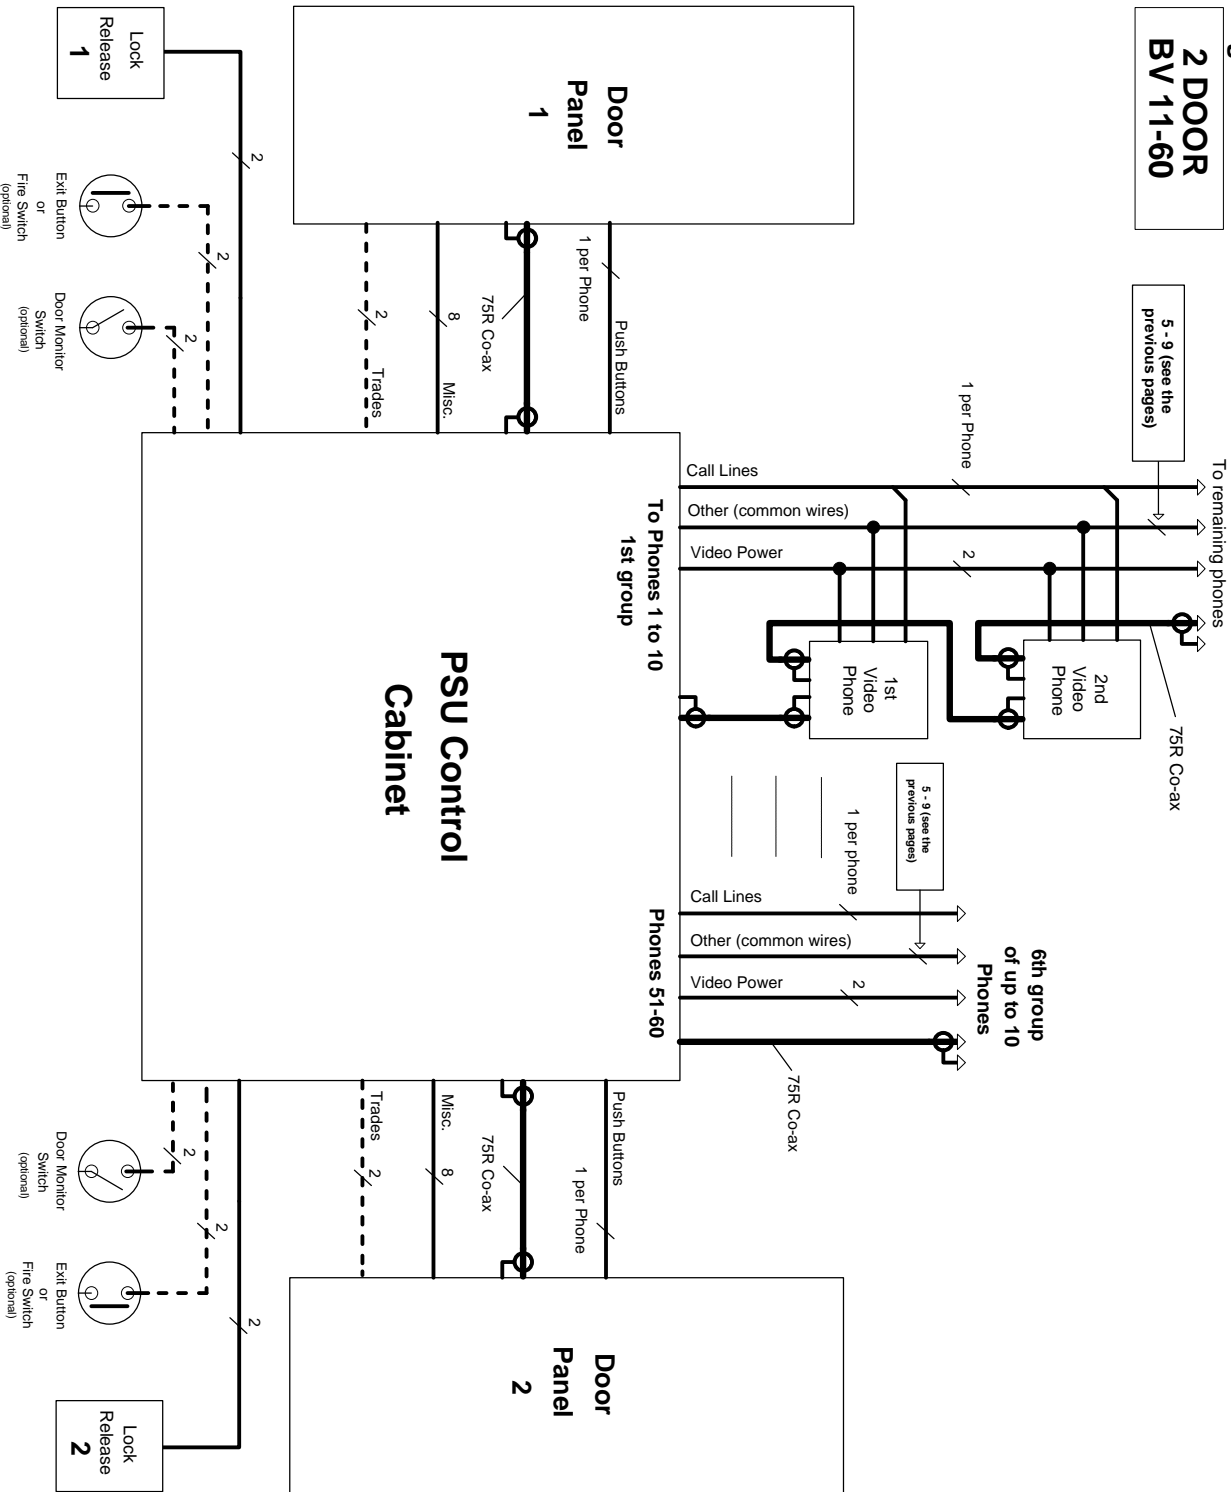 2 DOOR
BV 11-60
5 - 9 (see the
previous pages)
To remaining phones
1 per Phone
Call Lines
Other (common wires)
Video Power
2
To Phones 1 to 10
1st group
1st
Video
Phone
2nd
Video
Phone
75R Co-ax
5 - 9 (see the
previous pages)
1 per phone
Call Lines
Other (common wires)
Video Power
2
Phones 51-60
6th group
of up to 10
Phones
75R Co-ax
Door
Panel
1
Push Buttons
1 per Phone
75R Co-ax
8
Misc.
2
Trades
PSU Control
Cabinet
Push Buttons
1 per Phone
75R Co-ax
Misc.
8
Trades
2
Door
Panel
2
Lock
Release
1
2
Exit Button
or
Fire Switch
(optional)
2
Door Monitor
Switch
(optional)
2
Door Monitor
Switch
(optional)
2
Exit Button
or
Fire Switch
(optional)
2
2
Lock
Release
2